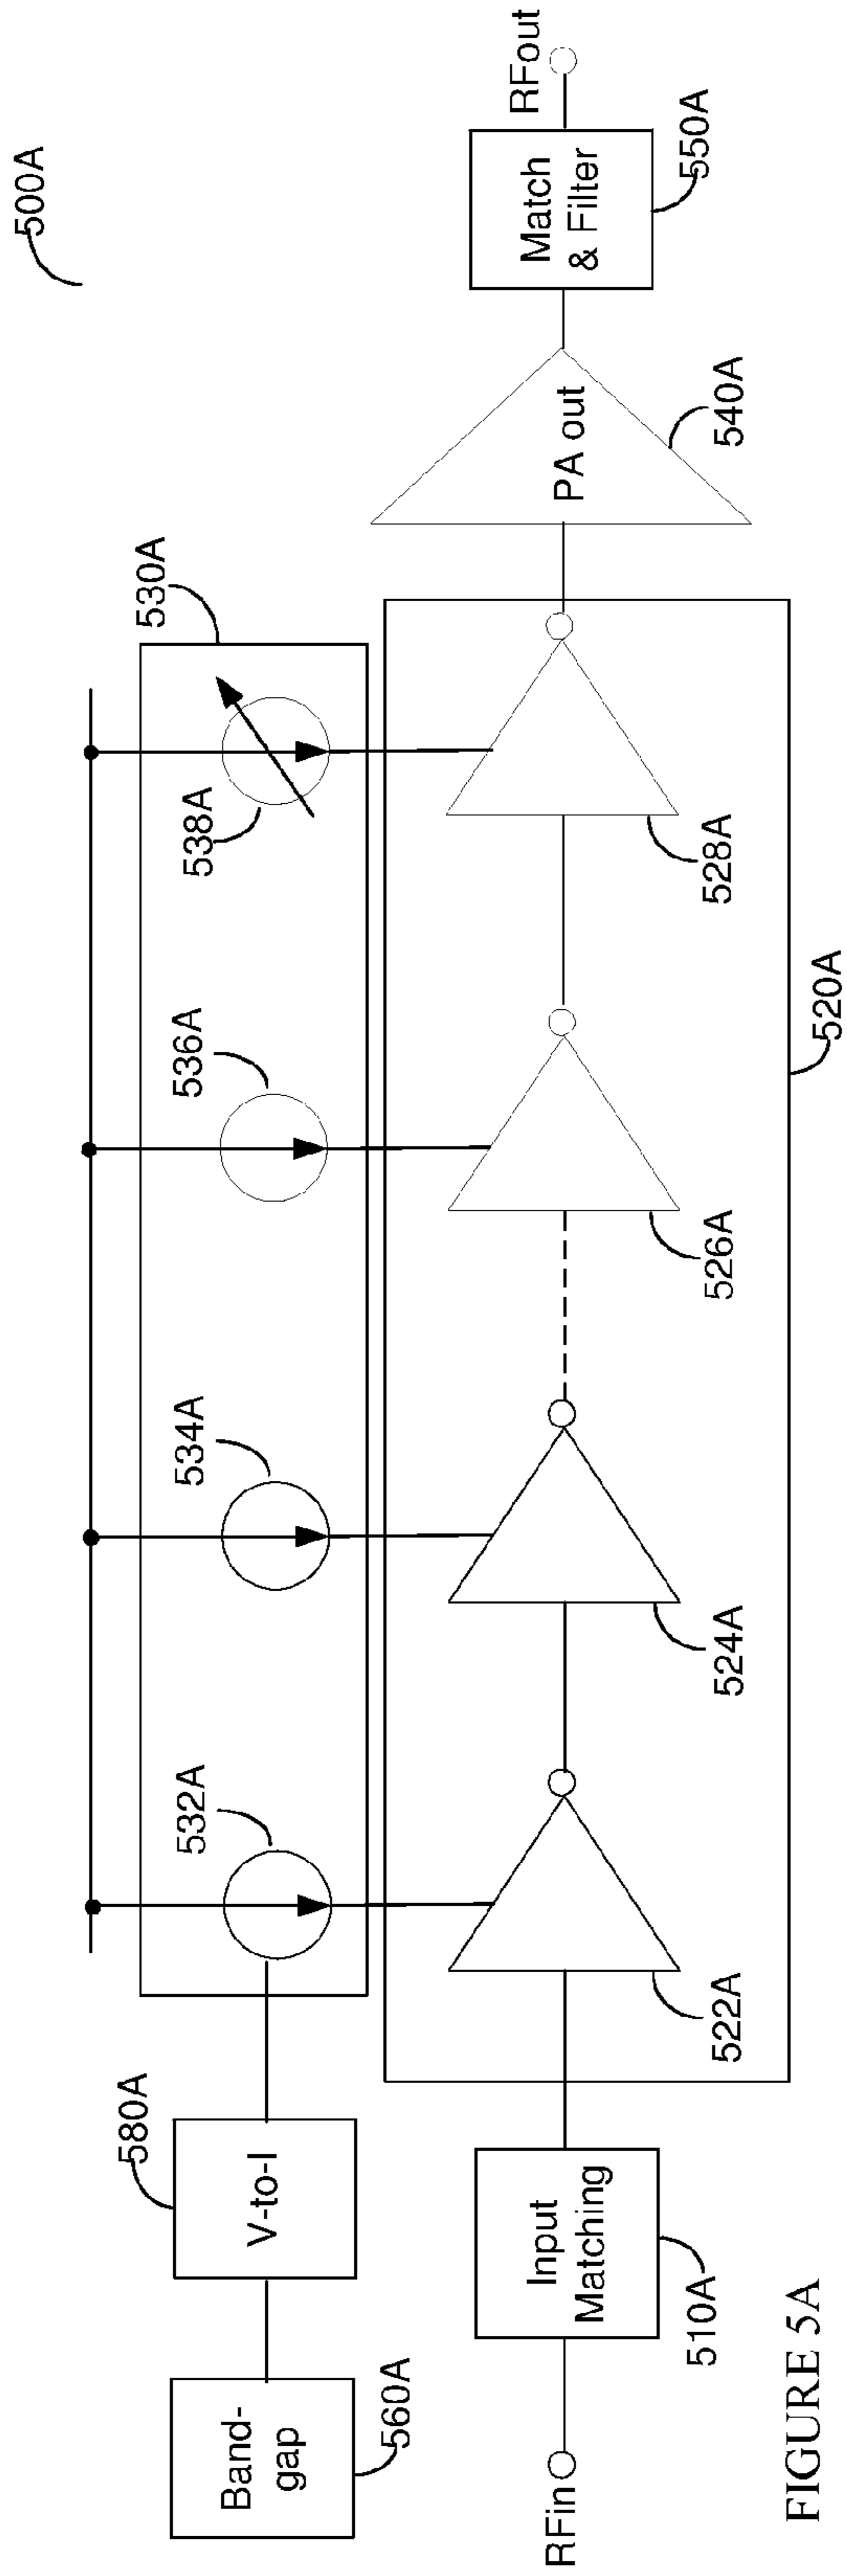 500A
530A
532A
534A
536A
538A
580A
V-to-I
Band-
gap
560A
RFin
Input
Matching
510A
522A
524A
526A
528A
520A
PA out
540A
Match
& Filter
550A
RFout
FIGURE 5A